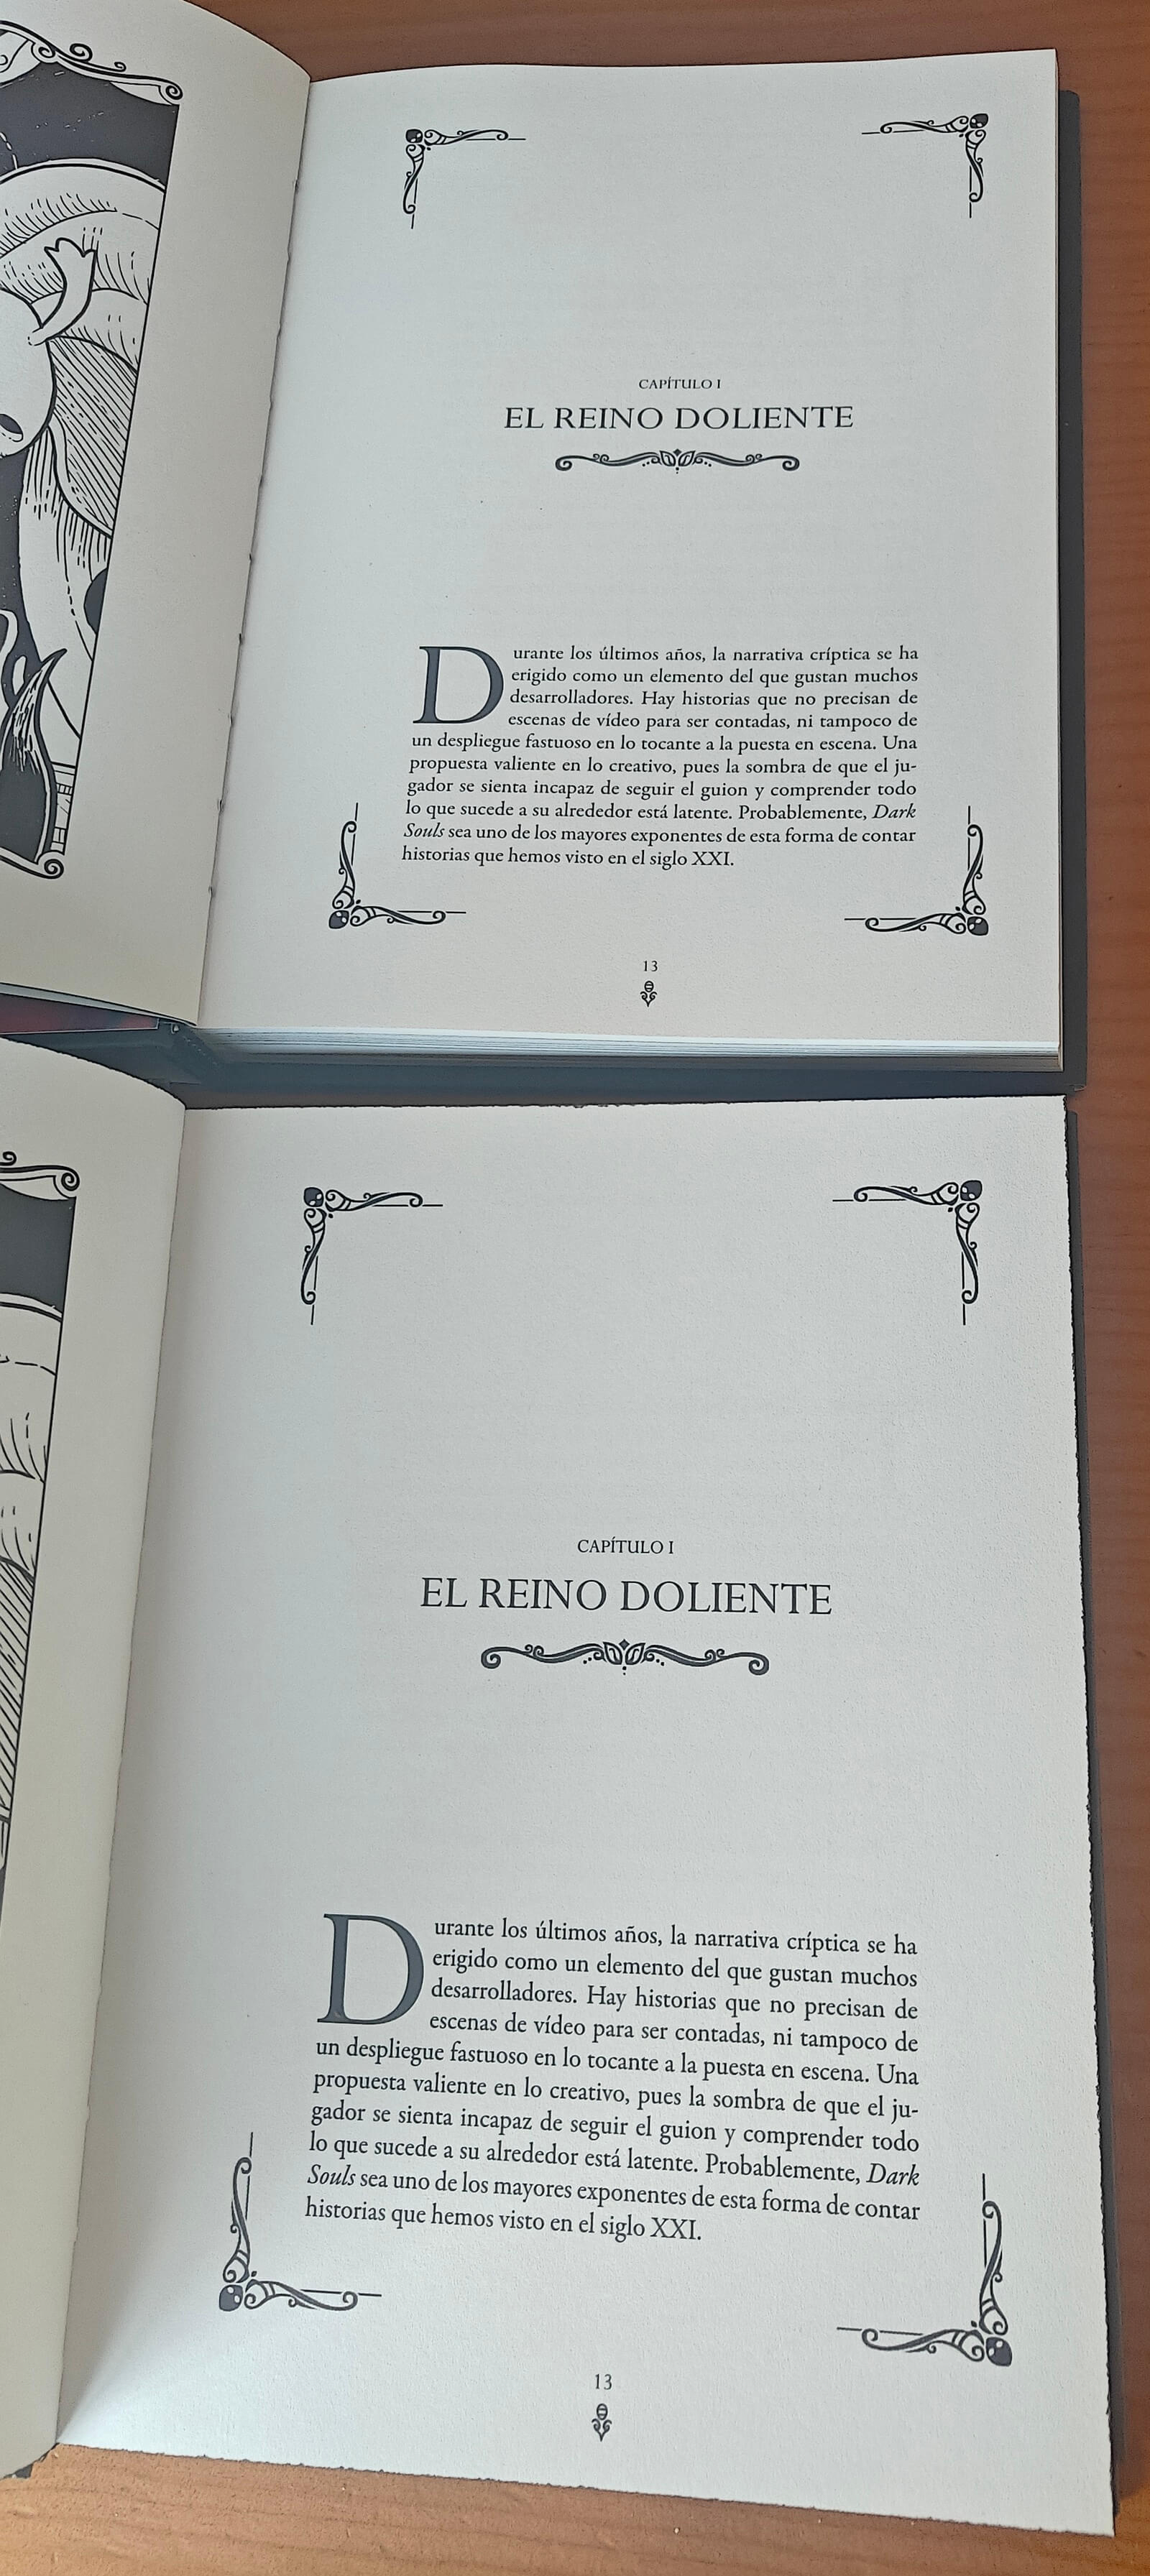 CAPÍTULO I
EL REINO DOLIENTE
Durante los últimos años, la narrativa críptica se ha
erigido como un elemento del que gustan muchos
desarrolladores. Hay historias que no precisan de
escenas de vídeo para ser contadas, ni tampoco de
un despliegue fastuoso en lo tocante a la puesta en escena. Una
propuesta valiente en lo creativo, pues la sombra de que el ju-
gador se sienta incapaz de seguir el guion y comprender todo
lo que sucede a su alrededor está latente. Probablemente, Dark
Souls sea uno de los mayores exponentes de esta forma de contar
historias que hemos visto en el siglo XXI.
13
CAPÍTULO I
EL REINO DOLIENTE
Durante los últimos años, la narrativa críptica se ha
erigido como un elemento del que gustan muchos
desarrolladores. Hay historias que no precisan de
escenas de vídeo para ser contadas, ni tampoco de
un despliegue fastuoso en lo tocante a la puesta en escena. Una
propuesta valiente en lo creativo, pues la sombra de que el ju-
gador se sienta incapaz de seguir el guion y comprender todo
lo que sucede a su alrededor está latente. Probablemente, Dark
Souls sea uno de los mayores exponentes de esta forma de contar
historias que hemos visto en el siglo XXI.
13